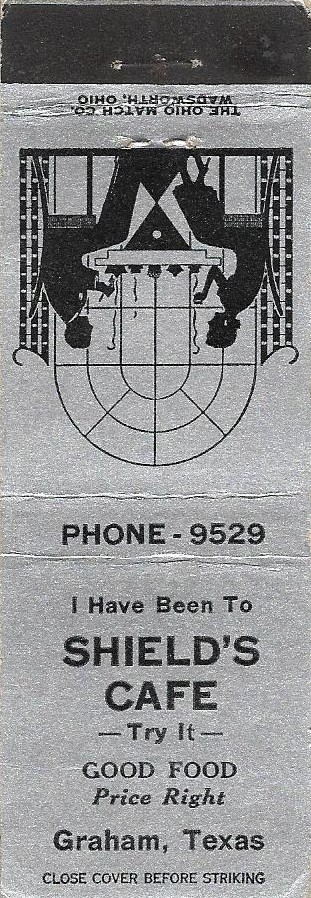 THE OHIO MATCH CO.
WADSWORTH, OHIO
PHONE - 9529
I Have Been To
SHIELD'S
CAFE
— Try It —
GOOD FOOD
Price Right
Graham, Texas
CLOSE COVER BEFORE STRIKING